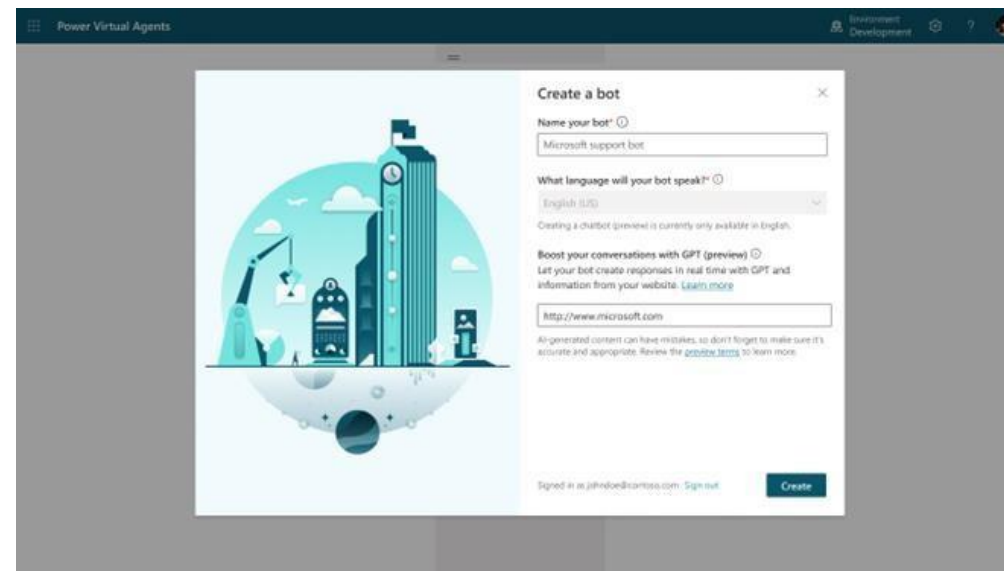 Power Virtual Agents
Environment
Development
?
Create a bot
Name your bot*
Microsoft support bot
What language will your bot speak?*
English (US)
Creating a chatbot (preview) is currently only available in English.
Boost your conversations with GPT (preview)
Let your bot create responses in real time with GPT and
information from your website. Learn more
http://www.microsoft.com
AI-generated content can have mistakes, so don't forget to make sure it's
accurate and appropriate. Review the preview terms to learn more.
Signed in as johndoe@contoso.com Sign out
Create